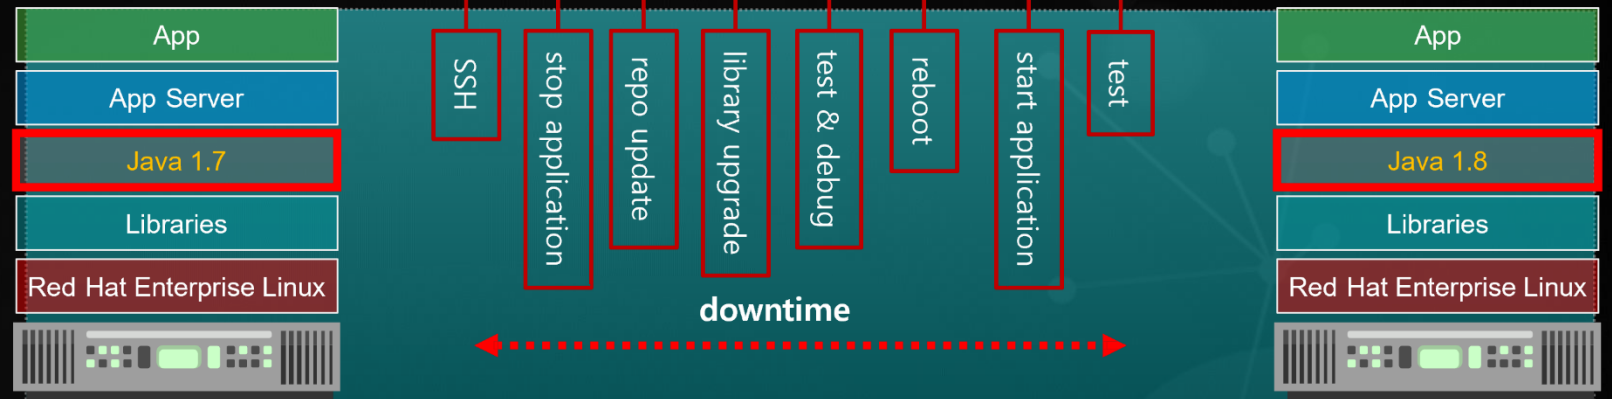 App
App Server
Java 1.7
Libraries
Red Hat Enterprise Linux
SSH
stop application
repo update
library upgrade
test & debug
reboot
start application
test
downtime
App
App Server
Java 1.8
Libraries
Red Hat Enterprise Linux